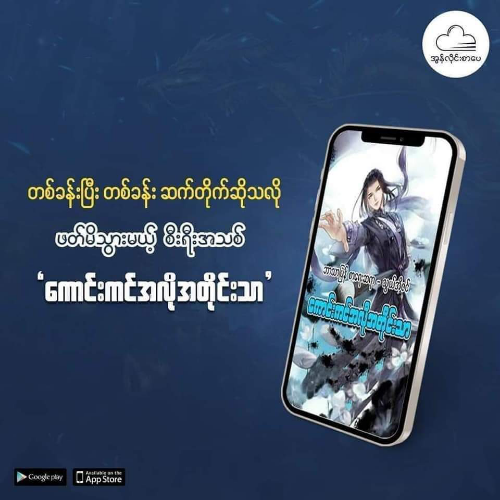 အွန်လိုင်းစာပေ
တစ်ခန်းပြီး တစ်ခန်း ဆက်တိုက်ဆိုသလို
ဖတ်မိသွားမယ့် စီးရီးအသစ်
‘ကောင်းကင်အလိုအတိုင်းသာ’
ကောင်းကင်အလိုအတိုင်းသာ
Google play
Available on the
App Store